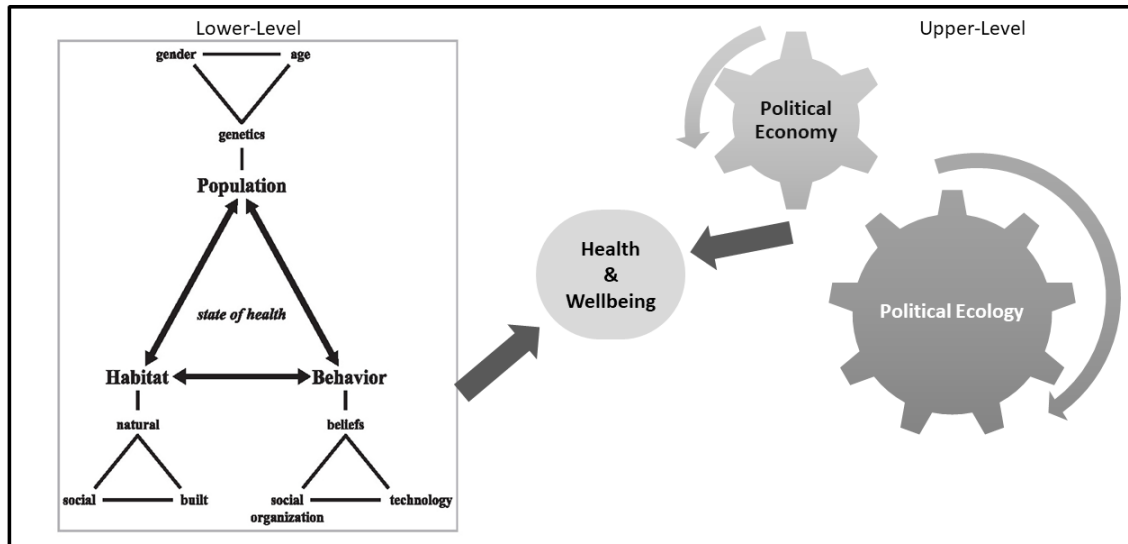 Lower-Level
gender
age
genetics
Population
state of health
Habitat
Behavior
natural
beliefs
social
built
social
organization
technology
Health
&
Wellbeing
Upper-Level
Political
Economy
Political Ecology